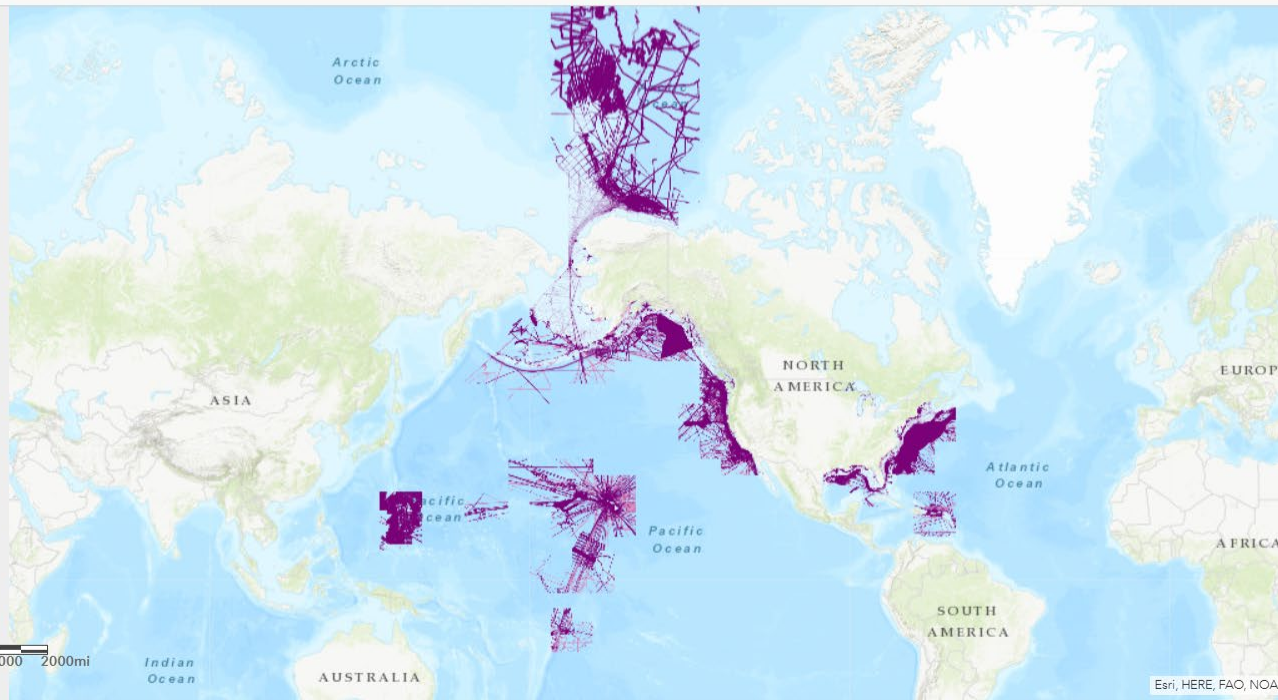 Arctic
Ocean
NORTH
AMERICA
EUROP
ASIA
Atlantic
Ocean
acific
cean
Pacific
Ocean
AFRICA
SOUTH
AMERICA
000 2000mi
Indian
Ocean
AUSTRALIA
Esri, HERE, FAO, NOA